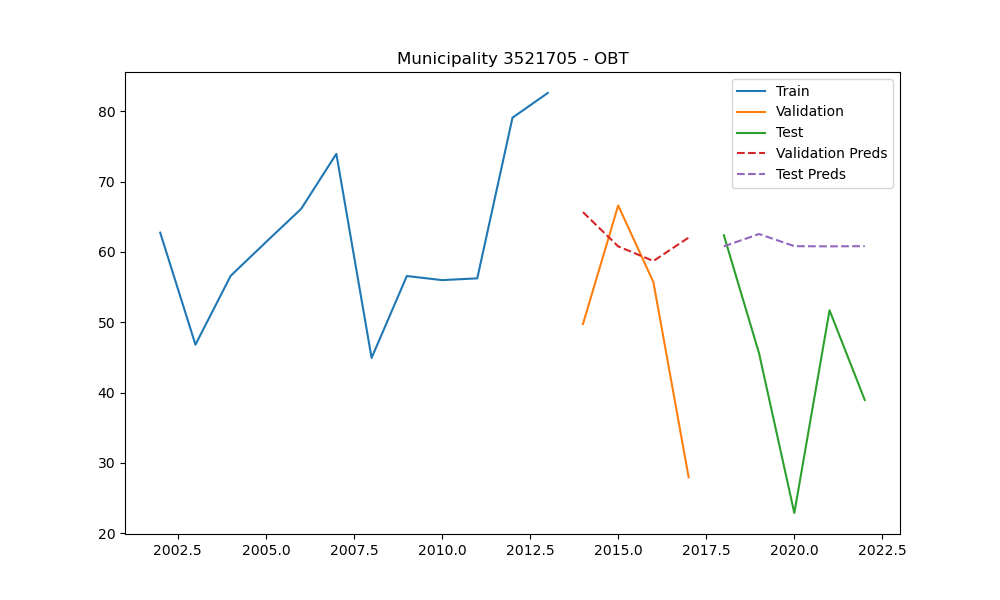 Municipality 3521705 - OBT
Train
Validation
Test
Validation Preds
Test Preds
80
70
60
50
40
30
20
2002.5 2005.0 2007.5 2010.0 2012.5 2015.0 2017.5 2020.0 2022.5